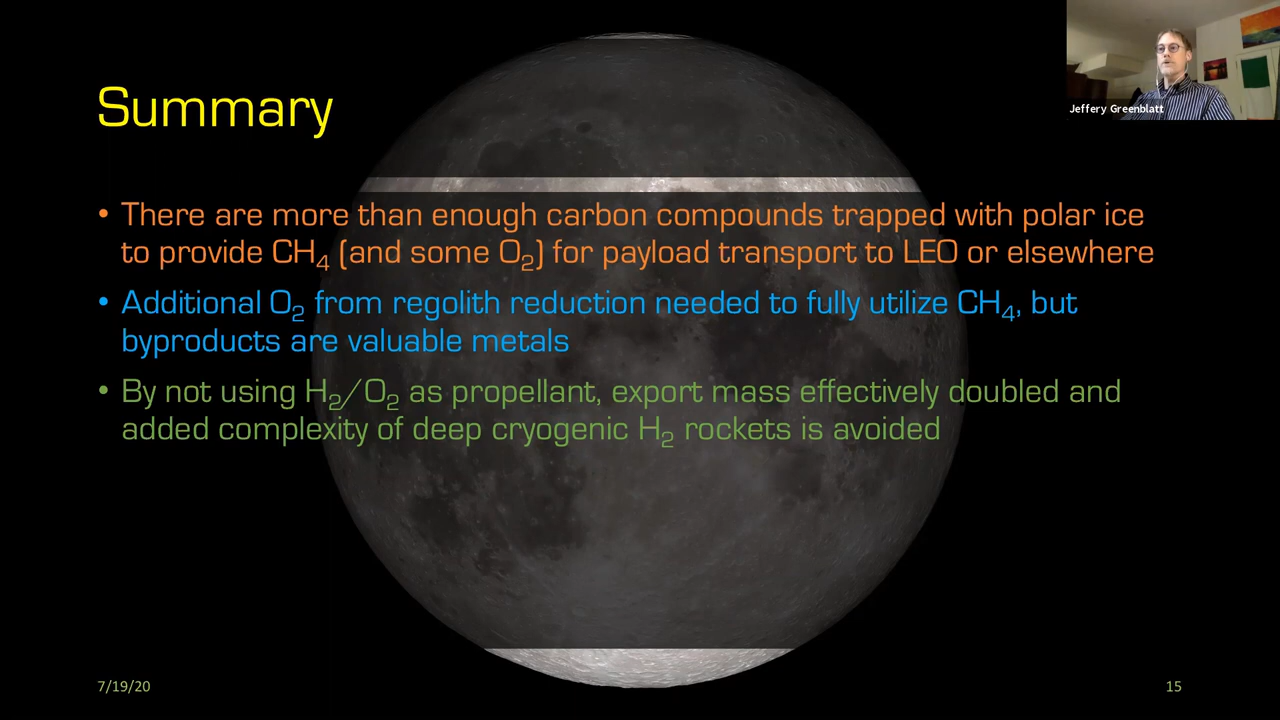 Jeffery Greenblatt
Summary
• There are more than enough carbon compounds trapped with polar ice
to provide CH₄ (and some O₂) for payload transport to LEO or elsewhere
• Additional O₂ from regolith reduction needed to fully utilize CH₄, but
byproducts are valuable metals
• By not using H₂/O₂ as propellant, export mass effectively doubled and
added complexity of deep cryogenic H₂ rockets is avoided
7/19/20
15